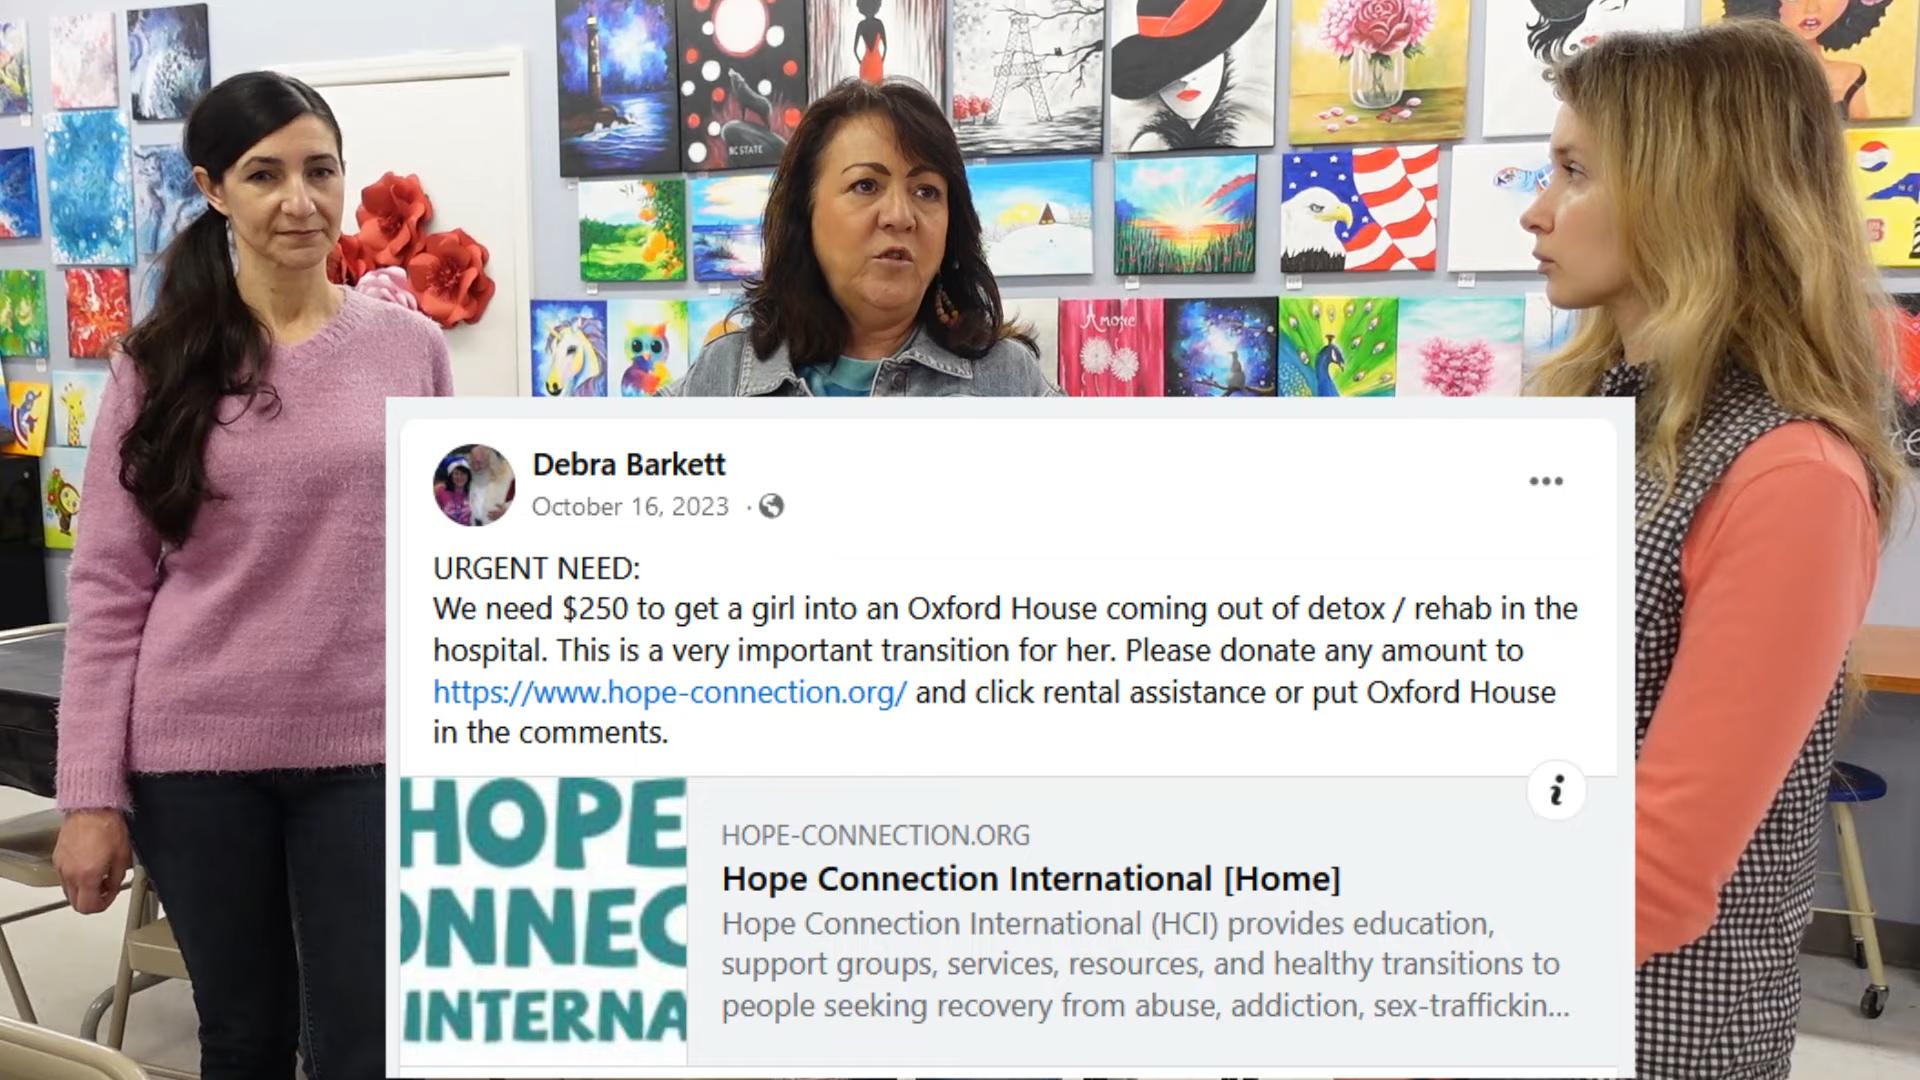 NC STATE
Amore
Debra Barkett
October 16, 2023 ·
URGENT NEED:
We need $250 to get a girl into an Oxford House coming out of detox / rehab in the
hospital. This is a very important transition for her. Please donate any amount to
https://www.hope-connection.org/ and click rental assistance or put Oxford House
in the comments.
HOPE
ONNEC
INTERNA
HOPE-CONNECTION.ORG
Hope Connection International [Home]
Hope Connection International (HCI) provides education,
support groups, services, resources, and healthy transitions to
people seeking recovery from abuse, addiction, sex-traffickin...